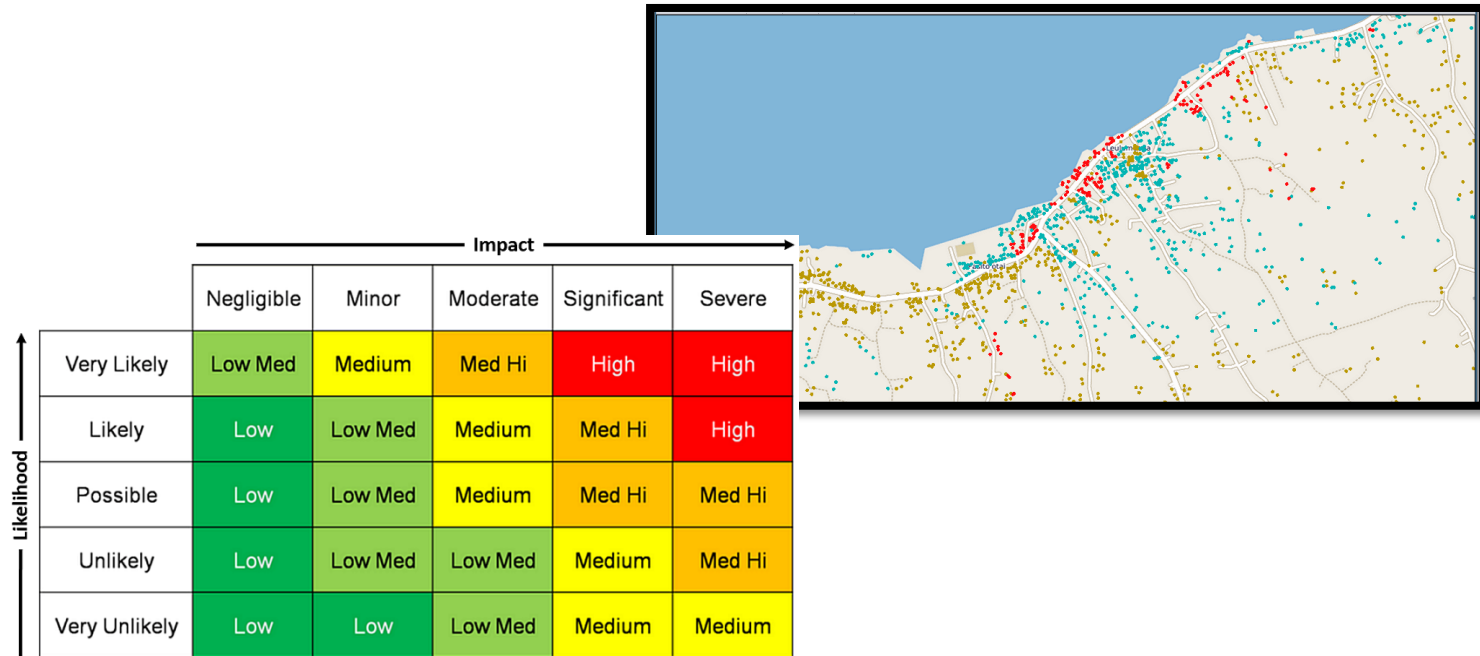 Impact
Negligible Minor Moderate Significant Severe
Likelihood
Very Likely Low Med Medium Med Hi High High
Likely Low Low Med Medium Med Hi High
Possible Low Low Med Medium Med Hi Med Hi
Unlikely Low Low Med Low Med Medium Med Hi
Very Unlikely Low Low Low Med Medium Medium